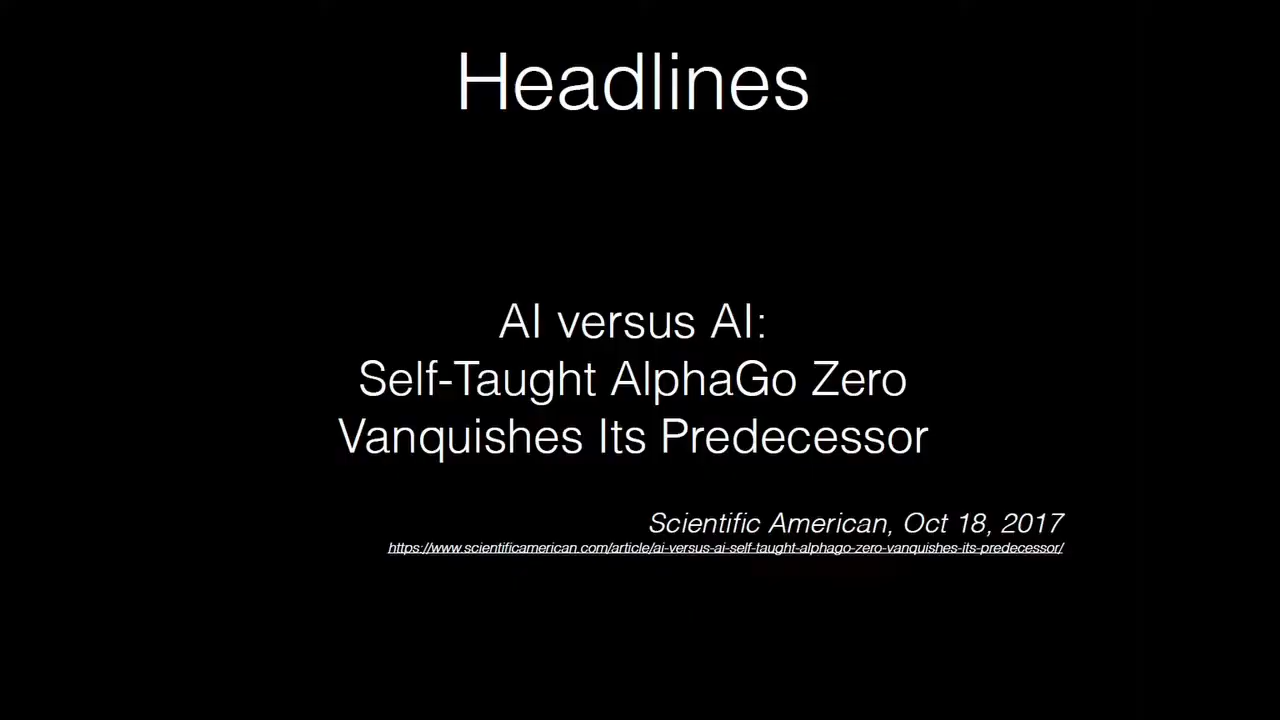 Headlines
AI versus AI:
Self-Taught AlphaGo Zero
Vanquishes Its Predecessor
Scientific American, Oct 18, 2017
https://www.scientificamerican.com/article/ai-versus-ai-self-taught-alphago-zero-vanquishes-its-predecessor/